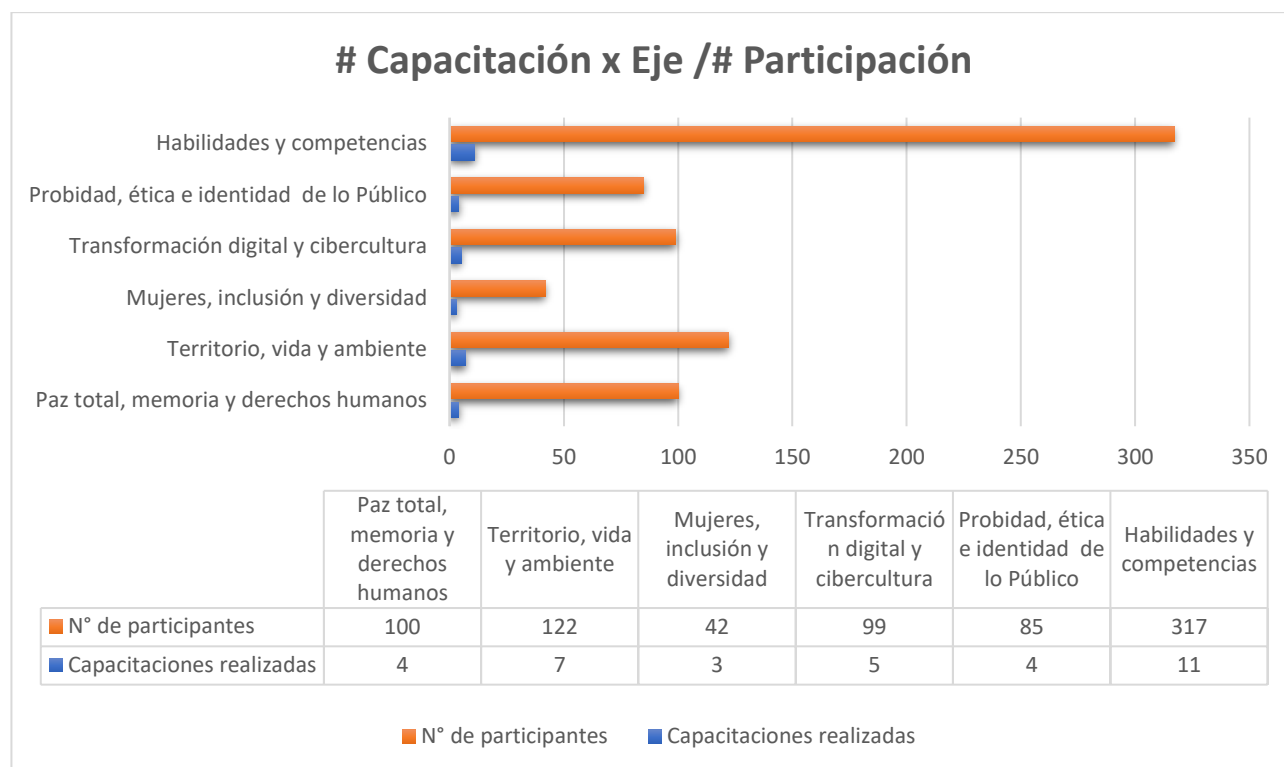 # Capacitación x Eje /# Participación
Habilidades y competencias
Probidad, ética e identidad  de lo Público
Transformación digital y cibercultura
Mujeres, inclusión y diversidad
Territorio, vida y ambiente
Paz total, memoria y derechos humanos
0 50 100 150 200 250 300 350
Paz total,
memoria y
derechos
humanos
Territorio, vida
y ambiente
Mujeres,
inclusión y
diversidad
Transformació
n digital y
cibercultura
Probidad, ética
e identidad  de
lo Público
Habilidades y
competencias
N° de participantes 100 122 42 99 85 317
Capacitaciones realizadas 4 7 3 5 4 11
N° de participantes Capacitaciones realizadas